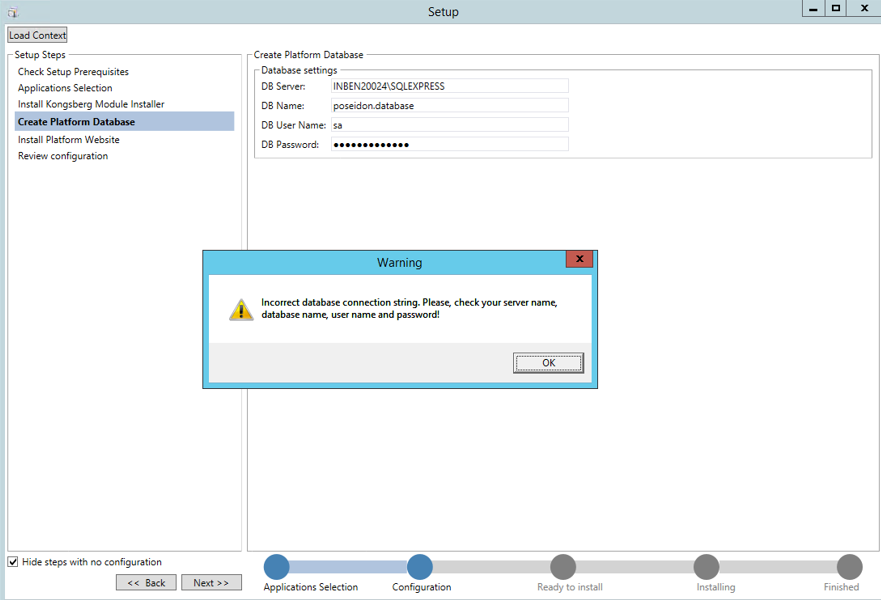 Setup
Load Context
Setup Steps
Check Setup Prerequisites
Applications Selection
Install Kongsberg Module Installer
Create Platform Database
Install Platform Website
Review configuration
Create Platform Database
Database settings
DB Server: INBEN20024\SQLEXPRESS
DB Name: poseidon.database
DB User Name: sa
DB Password: ●●●●●●●●●●●●●
Warning
Incorrect database connection string. Please, check your server name,
database name, user name and password!
OK
Hide steps with no configuration
<< Back Next >>
Applications Selection Configuration Ready to install Installing Finished